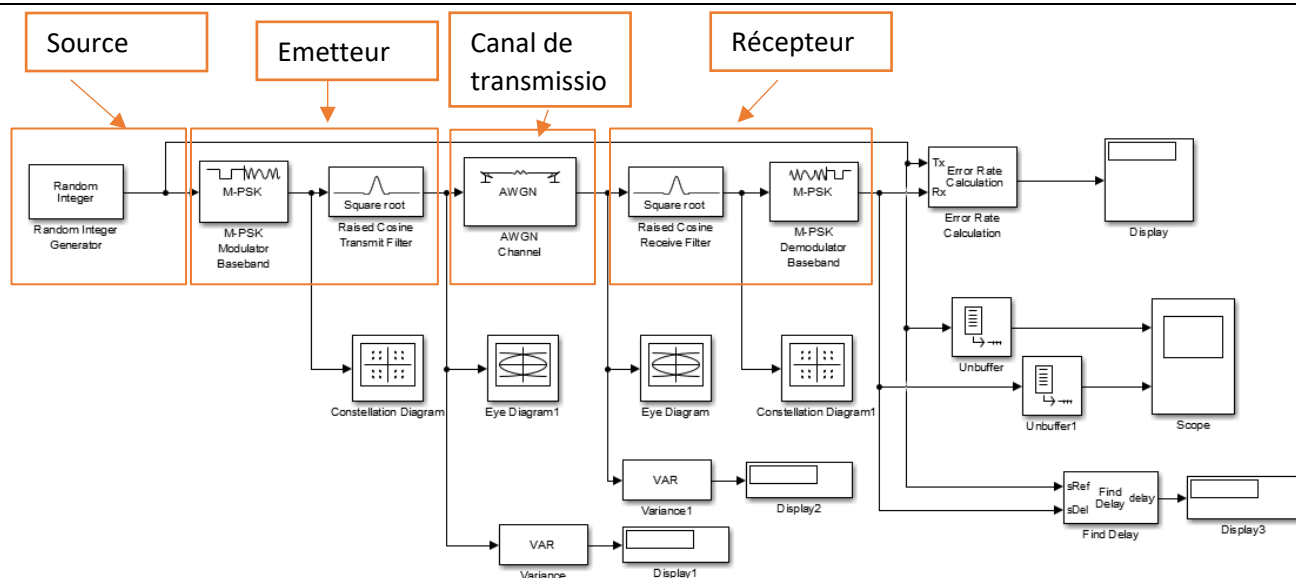 Source
Emetteur
Canal de
transmissio
Récepteur
Random
Integer
Random Integer
Generator
M-PSK
M-PSK
Modulator
Baseband
Square root
Raised Cosine
Transmit Filter
AWGN
AWGN
Channel
Square root
Raised Cosine
Receive Filter
M-PSK
M-PSK
Demodulator
Baseband
Tx
Rx
Error Rate
Calculation
Error Rate
Calculation
Display
Constellation Diagram
Eye Diagram1
Eye Diagram
Constellation Diagram1
Unbuffer
Unbuffer1
Scope
VAR
Variance1
Display2
VAR
Variance
Display1
sRef
sDel
Find
Delay
delay
Find Delay
Display3